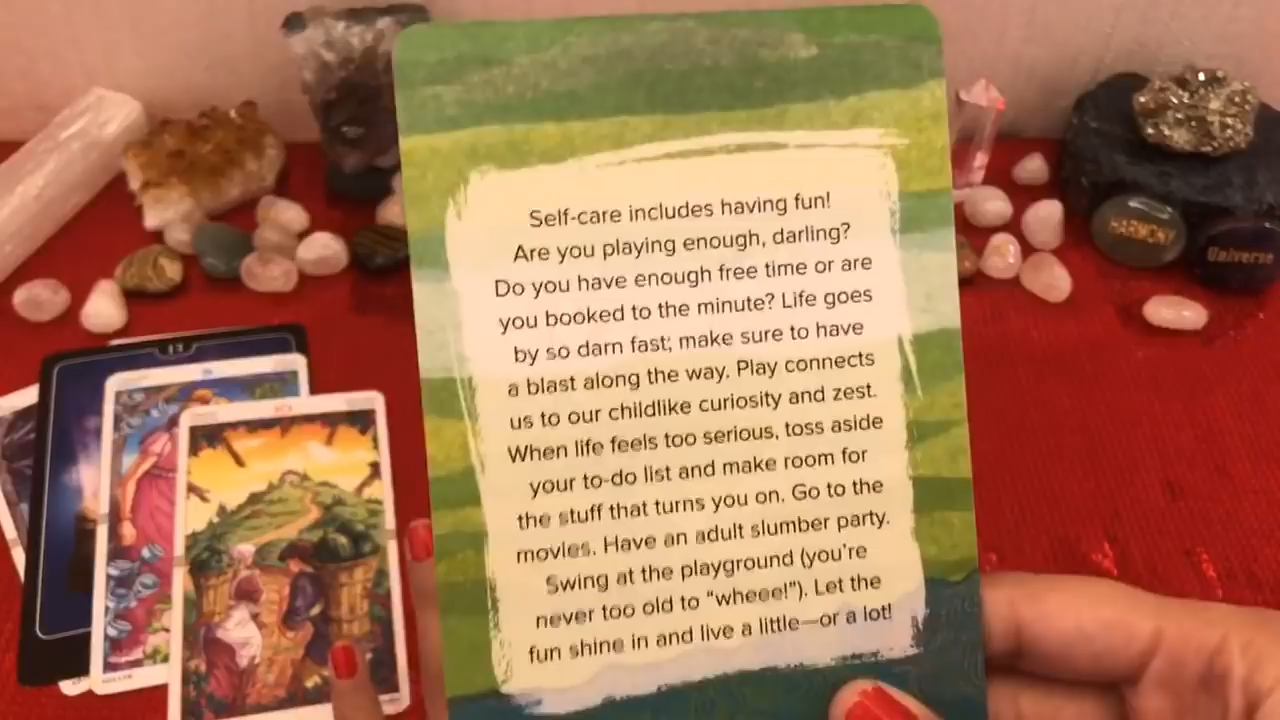 Self-care includes having fun!
Are you playing enough, darling?
Do you have enough free time or are
you booked to the minute? Life goes
by so darn fast; make sure to have
a blast along the way. Play connects
us to our childlike curiosity and zest.
When life feels too serious, toss aside
your to-do list and make room for
the stuff that turns you on. Go to the
movies. Have an adult slumber party.
Swing at the playground (you're
never too old to “wheee!”). Let the
fun shine in and live a little—or a lot!
HARMONY
Universe